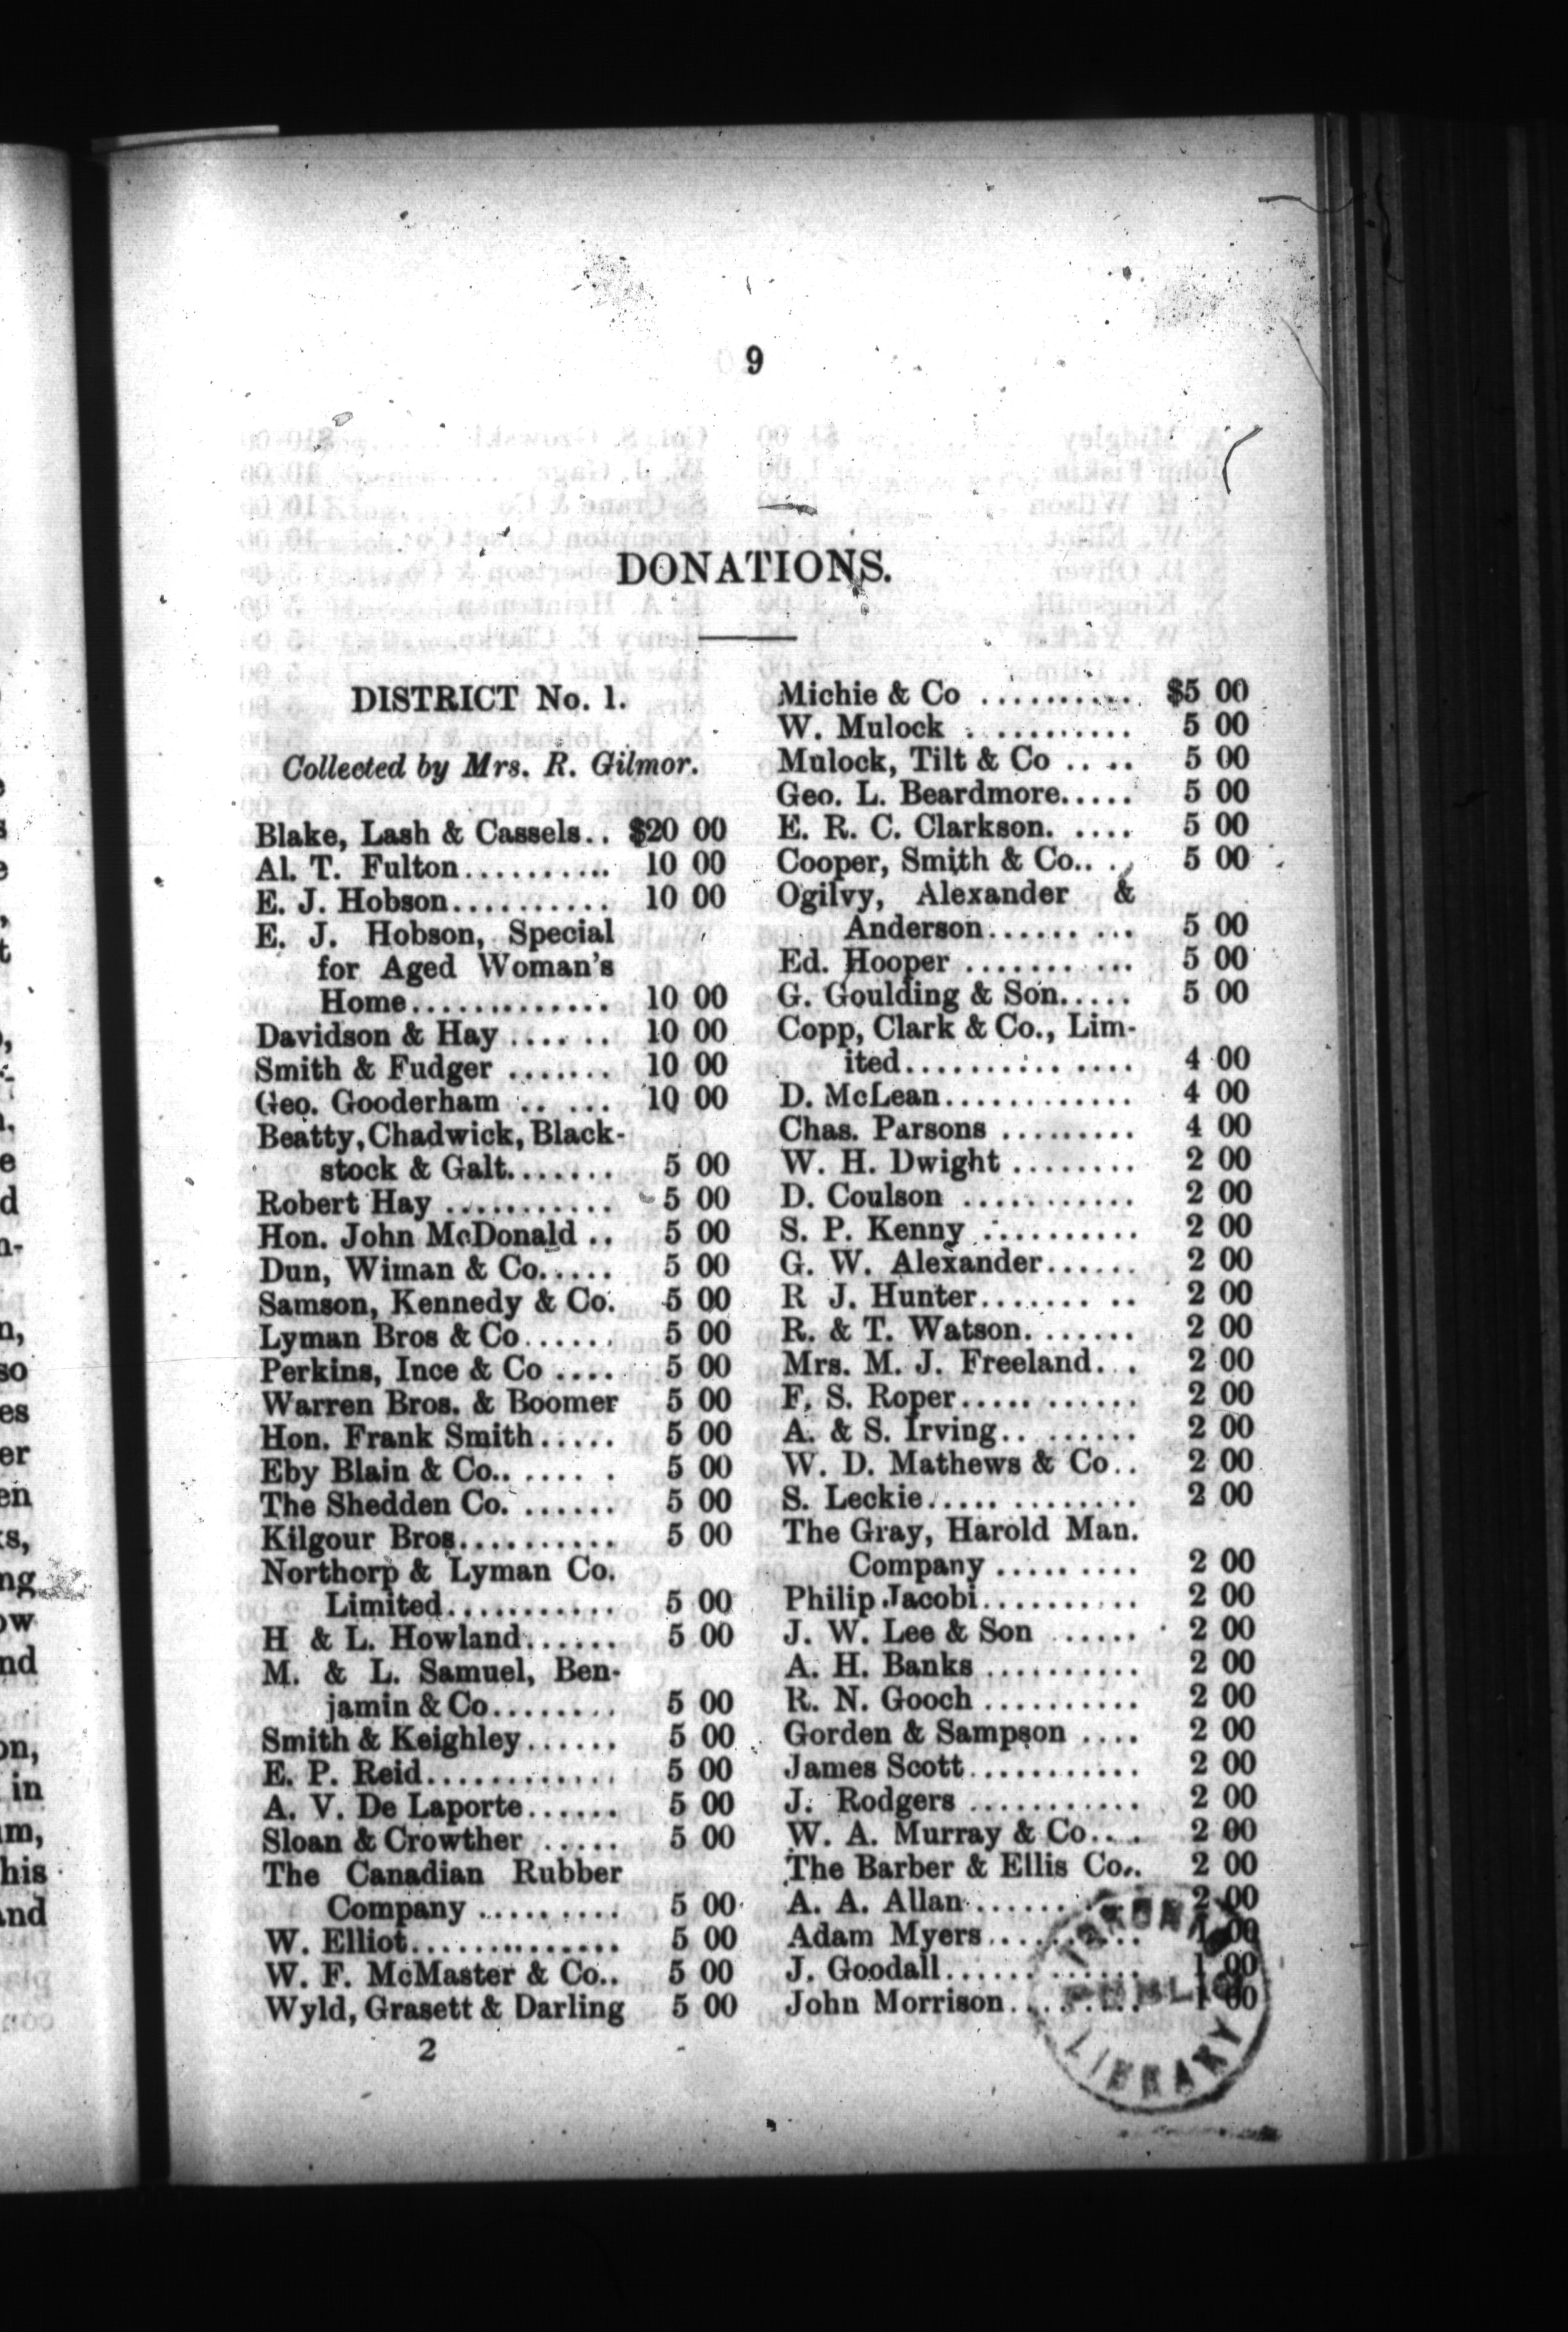 9
DONATIONS.
DISTRICT No. 1.
Collected by Mrs. R. Gilmor.
Blake, Lash & Cassels.. $20 00
Al. T. Fulton.......... 10 00
E. J. Hobson.......... 10 00
E. J. Hobson, Special
for Aged Woman's
Home............. 10 00
Davidson & Hay ...... 10 00
Smith & Fudger ....... 10 00
Geo. Gooderham .. ... 10 00
Beatty, Chadwick, Black-
stock & Galt....... 5 00
Robert Hay ........... 5 00
Hon. John McDonald .. 5 00
Dun, Wiman & Co..... 5 00
Samson, Kennedy & Co. 5 00
Lyman Bros & Co...... 5 00
Perkins, Ince & Co .... 5 00
Warren Bros. & Boomer 5 00
Hon. Frank Smith..... 5 00
Eby Blain & Co.. ..... . 5 00
The Shedden Co. ...... 5 00
Kilgour Bros.......... 5 00
Northorp & Lyman Co.
Limited........... 5 00
H & L. Howland...... 5 00
M. & L. Samuel, Ben-
jamin & Co........ 5 00
Smith & Keighley...... 5 00
E. P. Reid............ 5 00
A. V. De Laporte...... 5 00
Sloan & Crowther ..... 5 00
The Canadian Rubber
Company ......... 5 00
W. Elliot.............. 5 00
W. F. McMaster & Co.. 5 00
Wyld, Grasett & Darling 5 00
2
Michie & Co .......... $5 00
W. Mulock . .......... 5 00
Mulock, Tilt & Co .. .. 5 00
Geo. L. Beardmore..... 5 00
E. R. C. Clarkson. .... 5 00
Cooper, Smith & Co.. . 5 00
Ogilvy, Alexander &
Anderson...... ... 5 00
Ed. Hooper ....... ... 5 00
G. Goulding & Son..... 5 00
Copp, Clark & Co., Lim-
ited.......... .... 4 00
D. McLean............ 4 00
Chas. Parsons ......... 4 00
W. H. Dwight ........ 2 00
D. Coulson ........... 2 00
S. P. Kenny .......... 2 00
G. W. Alexander...... 2 00
R J. Hunter....... .. 2 00
R. & T. Watson. ...... 2 00
Mrs. M. J. Freeland. . . 2 00
F. S. Roper..... ...... 2 00
A. & S. Irving.. ...... 2 00
W. D. Mathews & Co.. 2 00
S. Leckie..... ........ 2 00
The Gray, Harold Man.
Company ......... 2 00
Philip Jacobi.......... 2 00
J. W. Lee & Son ...... 2 00
A. H. Banks .......... 2 00
R. N. Gooch .......... 2 00
Gorden & Sampson .... 2 00
James Scott........... 2 00
J. Rodgers ........... 2 00
W. A. Murray & Co.. . 2 00
The Barber & Ellis Co.. 2 00
A. A. Allan........... 2 00
Adam Myers.......... 1 00
J. Goodall............ 1 00
John Morrison......... 1 00
PUBLIC
LIBRARY